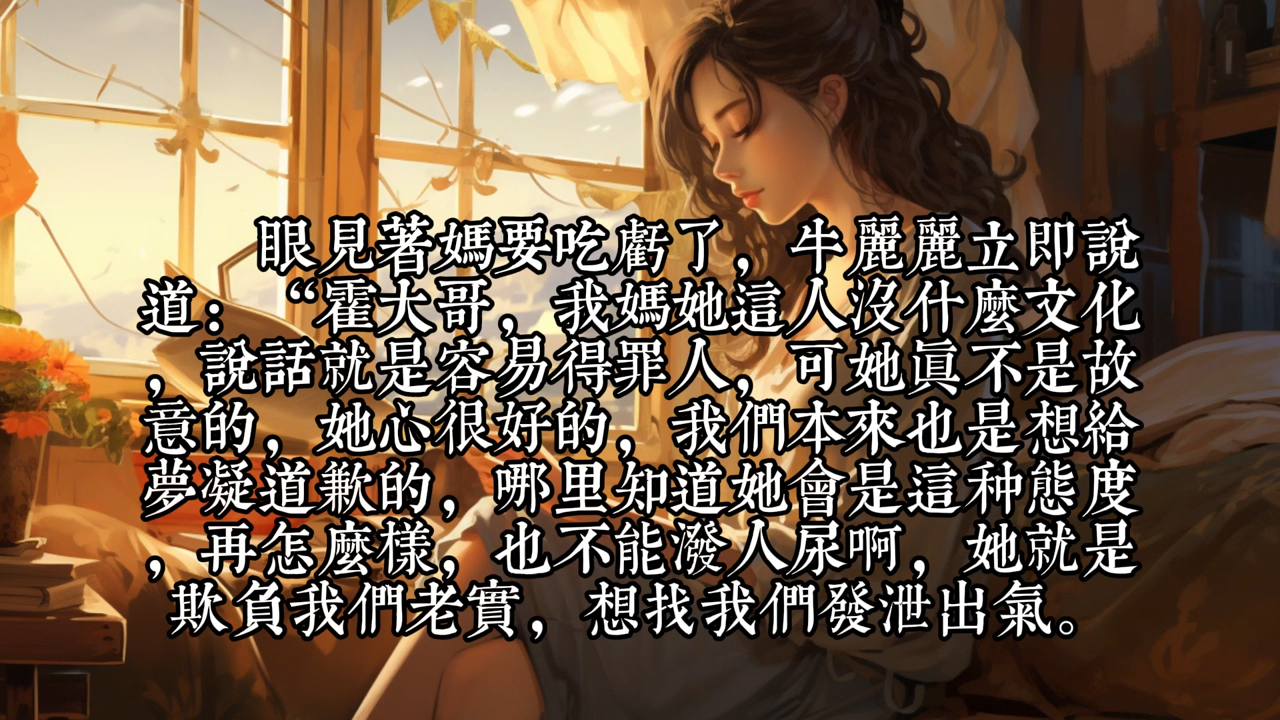 眼見著媽要吃虧了，牛麗麗立即說
道：“霍大哥，我媽她這人沒什麼文化
，說話就是容易得罪人，可她眞不是故
意的，她心很好的，我們本來也是想給
夢凝道歉的，哪里知道她會是這种態度
，再怎麼樣，也不能潑人尿啊，她就是
欺負我們老實，想找我們發泄出氣。